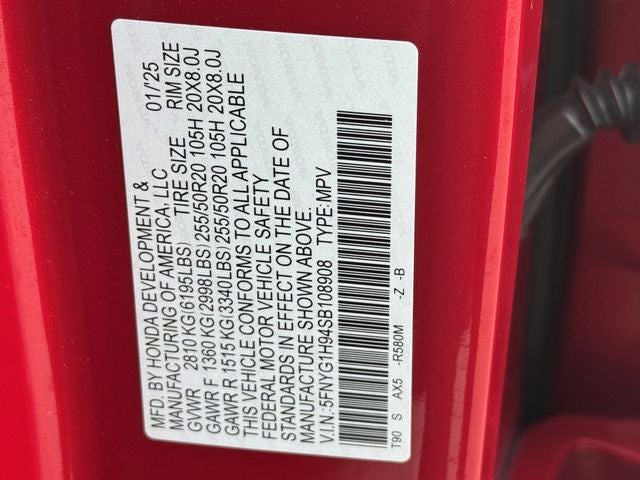 MFD. BY HONDA DEVELOPMENT &
MANUFACTURING OF AMERICA, LLC 01/25
GVWR 2810 KG(6195LBS) TIRE SIZE RIM SIZE
GAWR F 1360 KG(2998LBS) 255/50R20 105H 20X8.0J
GAWR R 1515 KG(3340LBS) 255/50R20 105H 20X8.0J
THIS VEHICLE CONFORMS TO ALL APPLICABLE
FEDERAL MOTOR VEHICLE SAFETY
STANDARDS IN EFFECT ON THE DATE OF
MANUFACTURE SHOWN ABOVE.
V.I.N.:5FNYG1H94SB108908 TYPE:MPV
T90 S AX5 -R580M -Z -B